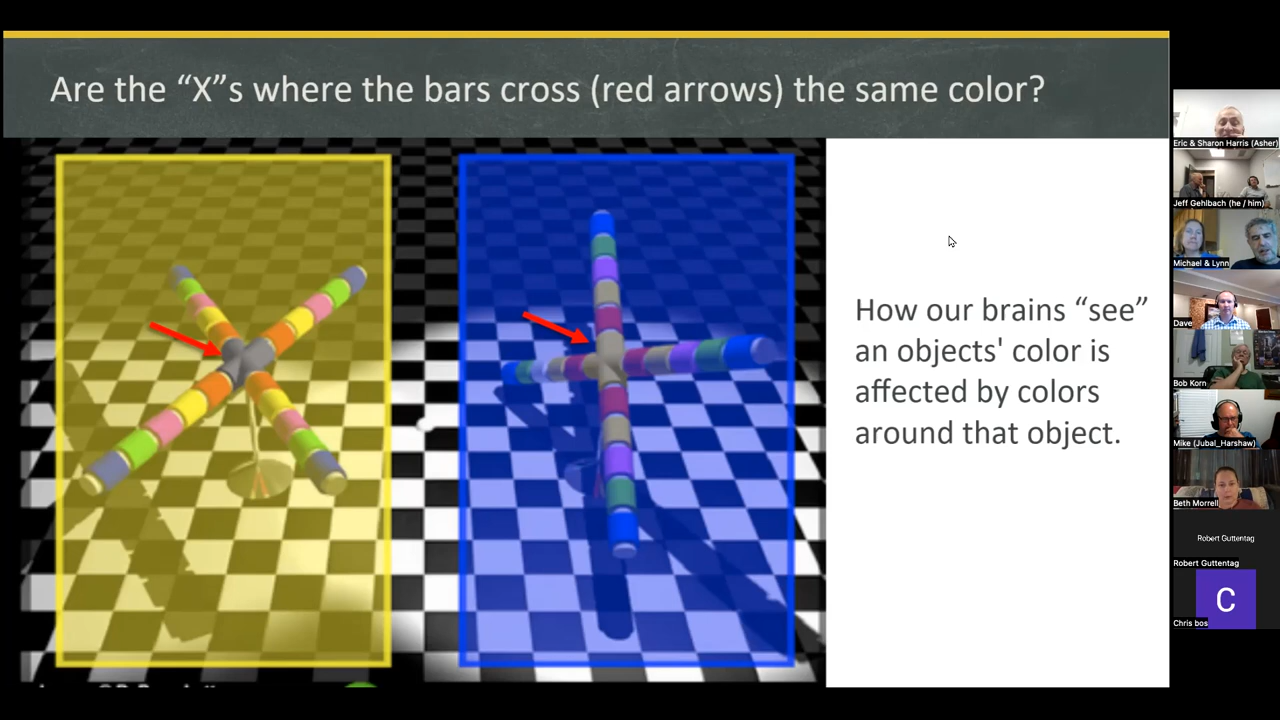 Are the “X”s where the bars cross (red arrows) the same color?
How our brains “see”
an objects' color is
affected by colors
around that object.
Eric & Sharon Harris (Asher)
Jeff Gehlbach (he / him)
Michael & Lynn
Dave
Bob Korn
Mike (Jubal_Harshaw)
Beth Morrell
Robert Guttentag
Robert Guttentag
C
Chris bos